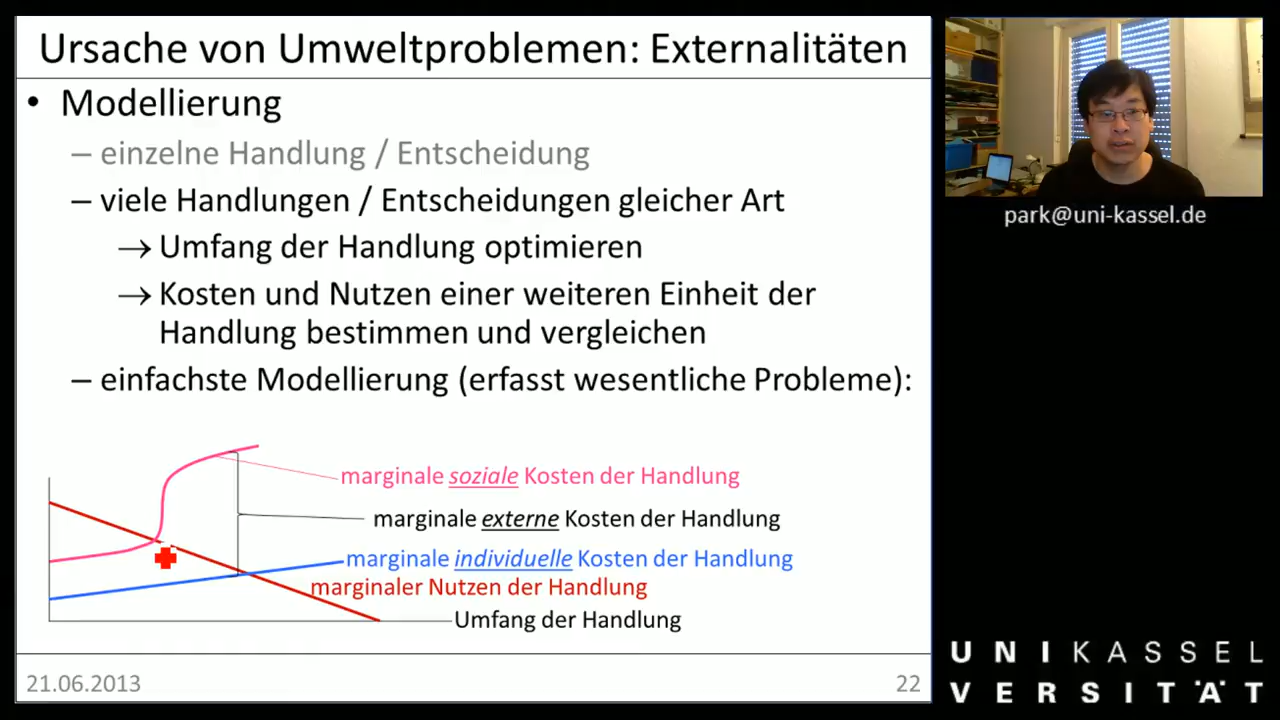 Ursache von Umweltproblemen: Externalitäten
• Modellierung
– einzelne Handlung / Entscheidung
– viele Handlungen / Entscheidungen gleicher Art
→ Umfang der Handlung optimieren
→ Kosten und Nutzen einer weiteren Einheit der
Handlung bestimmen und vergleichen
– einfachste Modellierung (erfasst wesentliche Probleme):
marginale soziale Kosten der Handlung
marginale externe Kosten der Handlung
marginale individuelle Kosten der Handlung
marginaler Nutzen der Handlung
Umfang der Handlung
21.06.2013
22
park@uni-kassel.de
UNIKASSEL
VERSITÄT